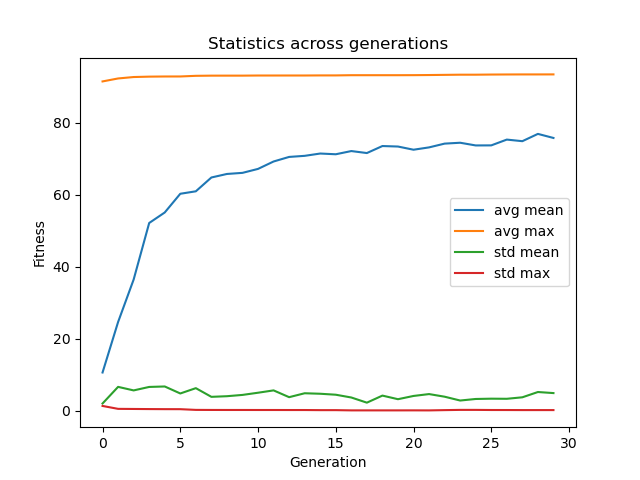 Statistics across generations
Fitness
80
60
40
20
0
avg mean
avg max
std mean
std max
0 5 10 15 20 25 30
Generation